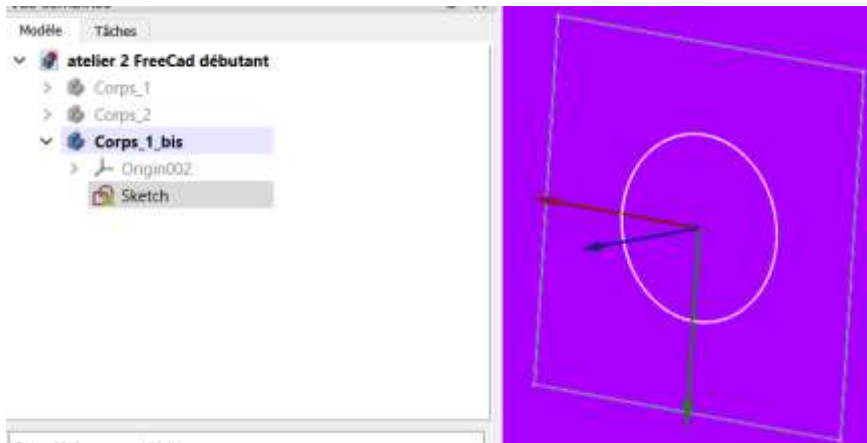 Modèle Tâches
atelier 2 FreeCad débutant
Corps_1
Corps_2
Corps_1_bis
Origin002
Sketch